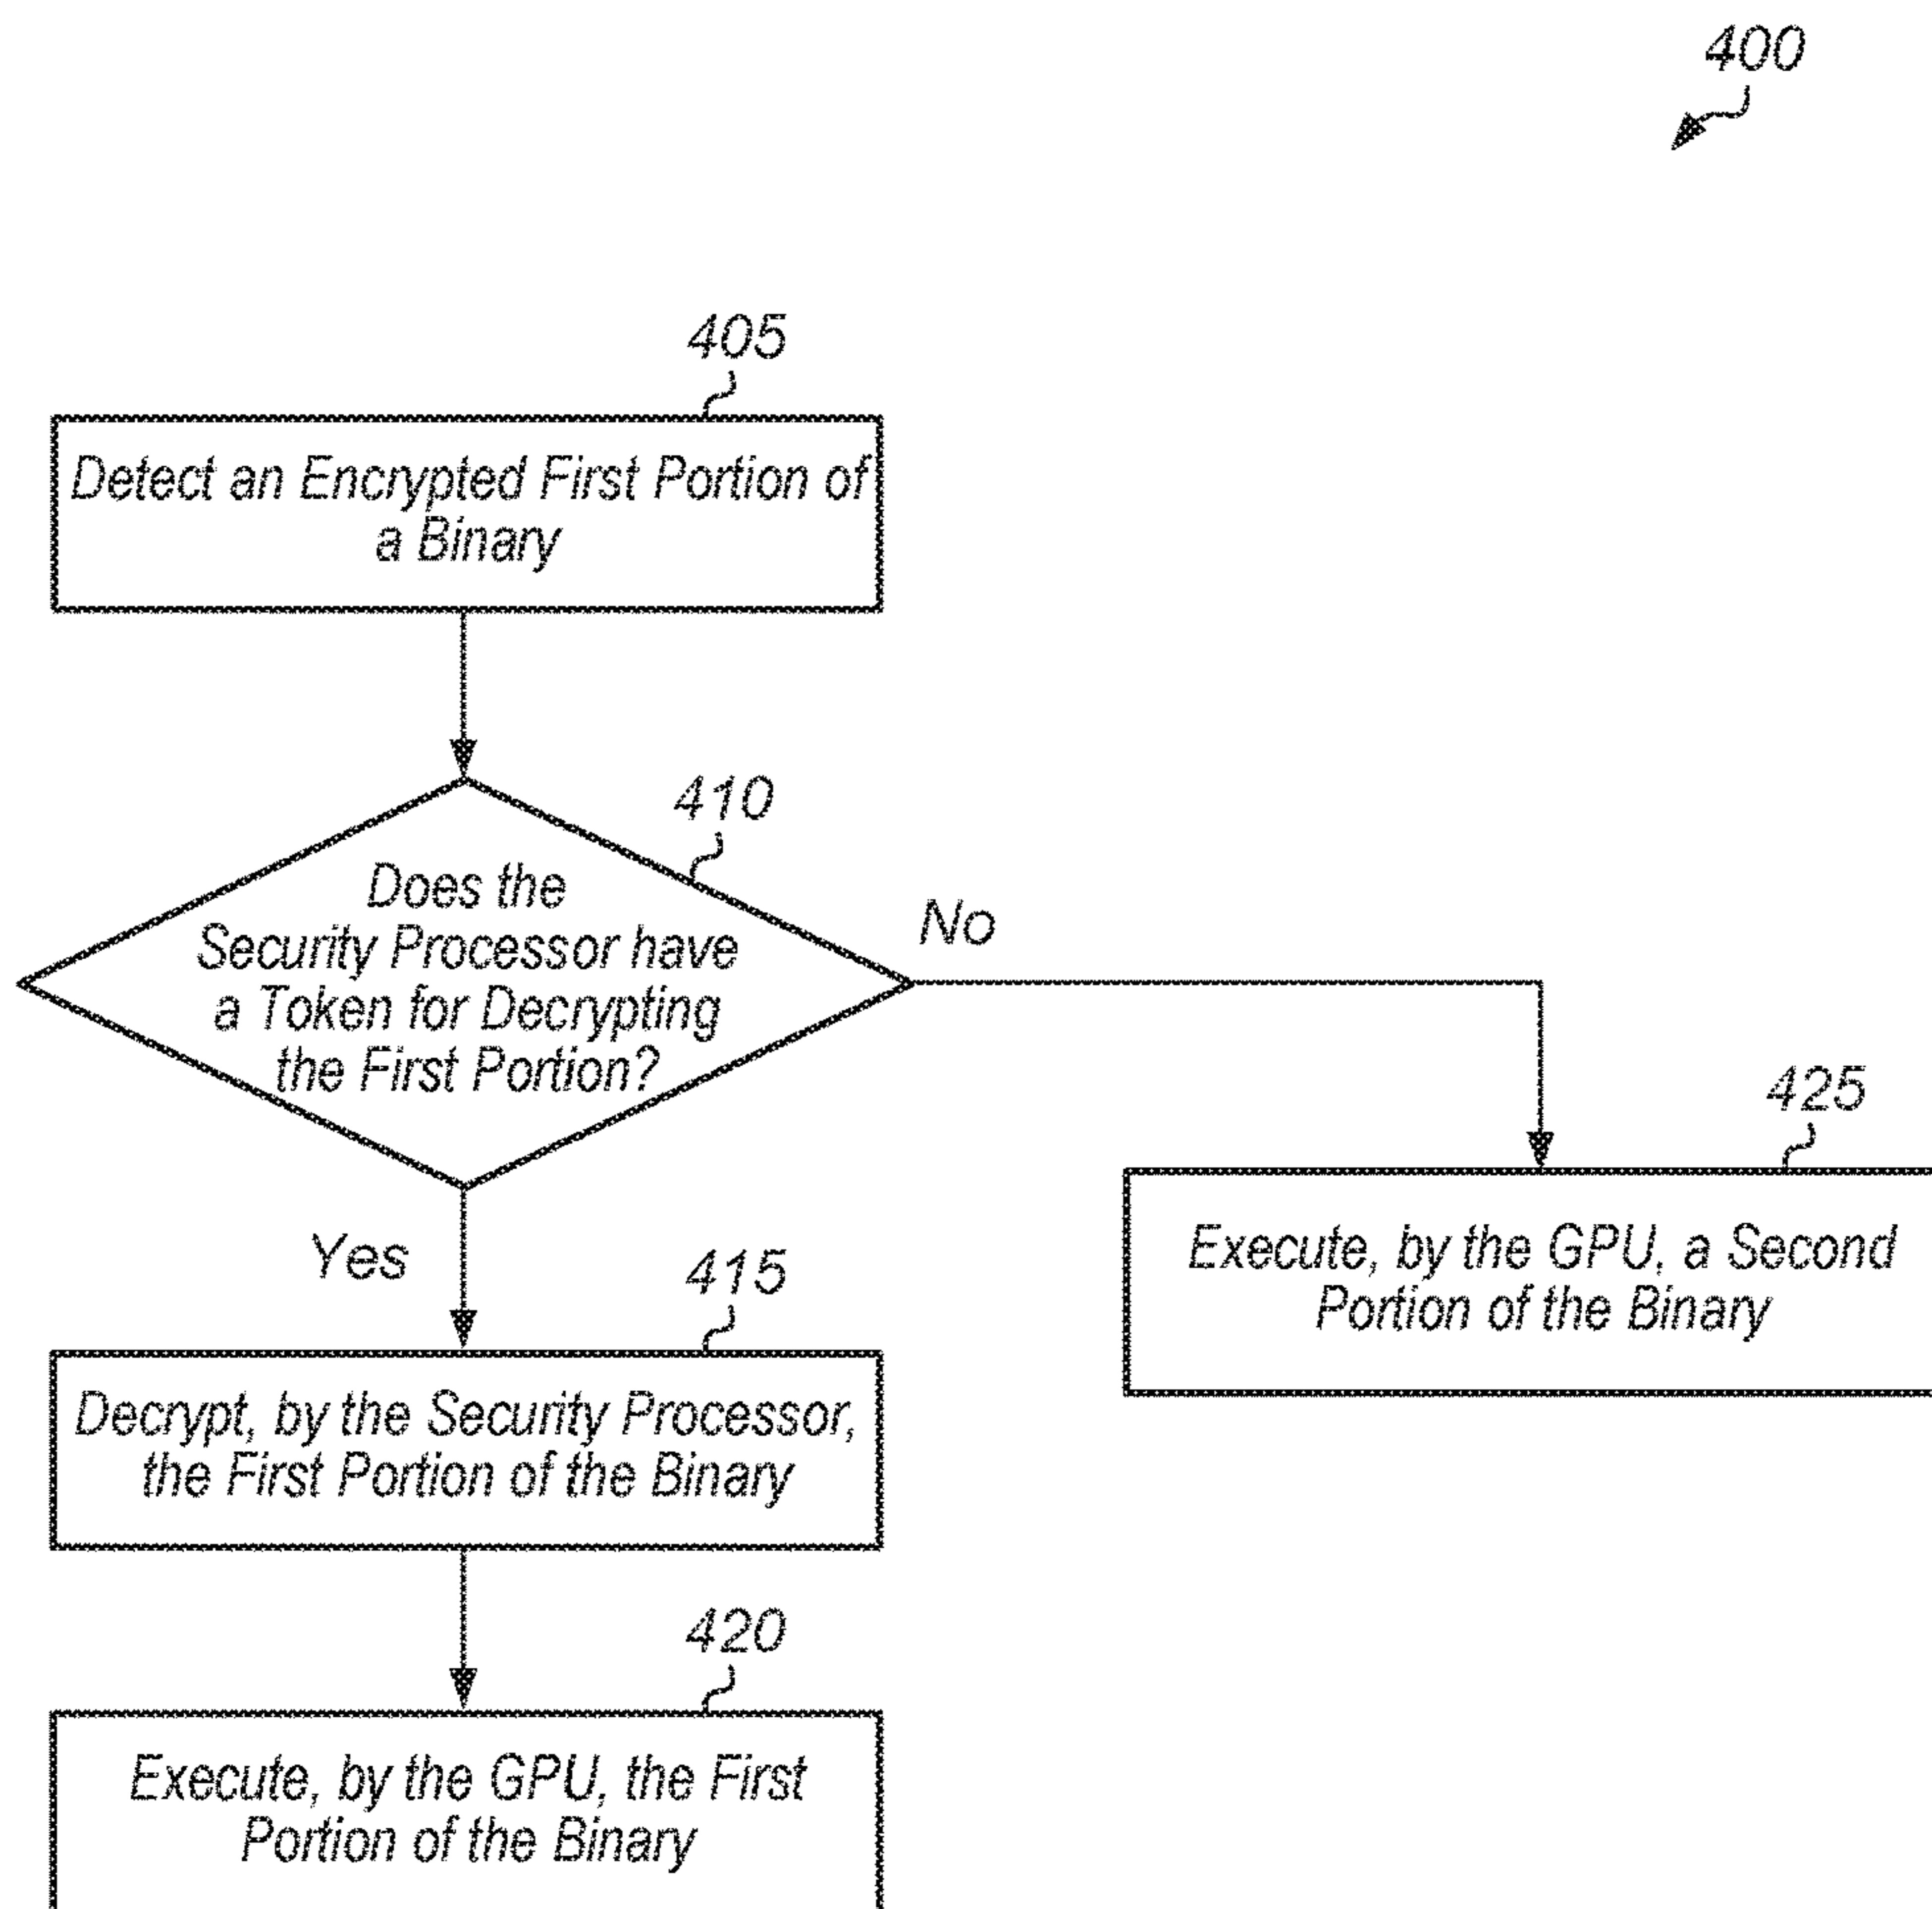 400
405
Detect an Encrypted First Portion of
a Binary
410
Does the
Security Processor have
a Token for Decrypting
the First Portion?
No
Yes
425
Execute, by the GPU, a Second
Portion of the Binary
415
Decrypt, by the Security Processor,
the First Portion of the Binary
420
Execute, by the GPU, the First
Portion of the Binary